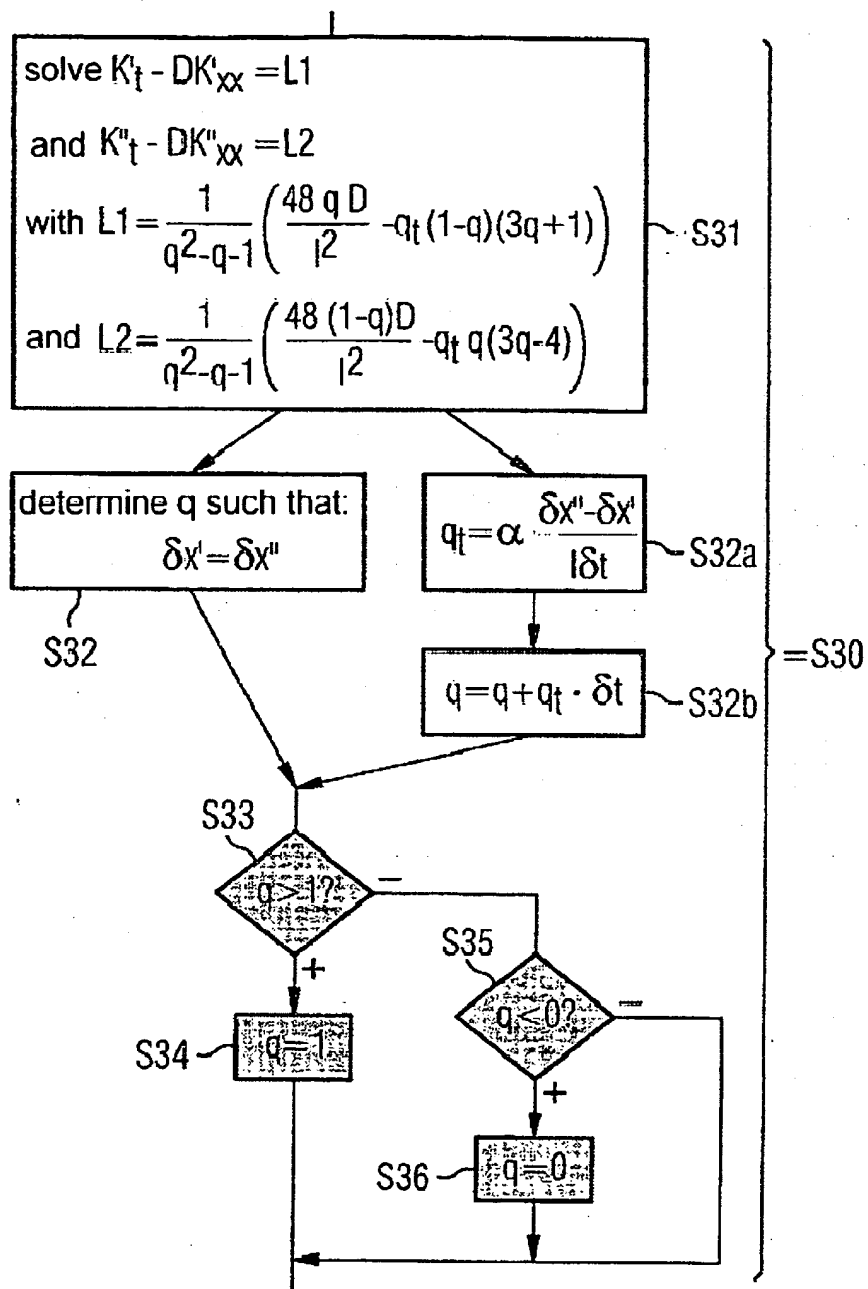 solve K't - DK'xx = L1
and K"t - DK"xx = L2
with L1 = 1/(q²-q-1) (48 q D/l² - qt (1-q)(3q+1))
S31
and L2 = 1/(q²-q-1) (48 (1-q)D/l² - qt q(3q-4))
determine q such that:
δx' = δx"
S32
qt = α (δx"-δx')/(lδt)
S32a
= S30
q = q + qt · δt
S32b
S33
q > 1?
−
+
S35
q < 0?
−
+
S34
q = 1
S36
q = 0